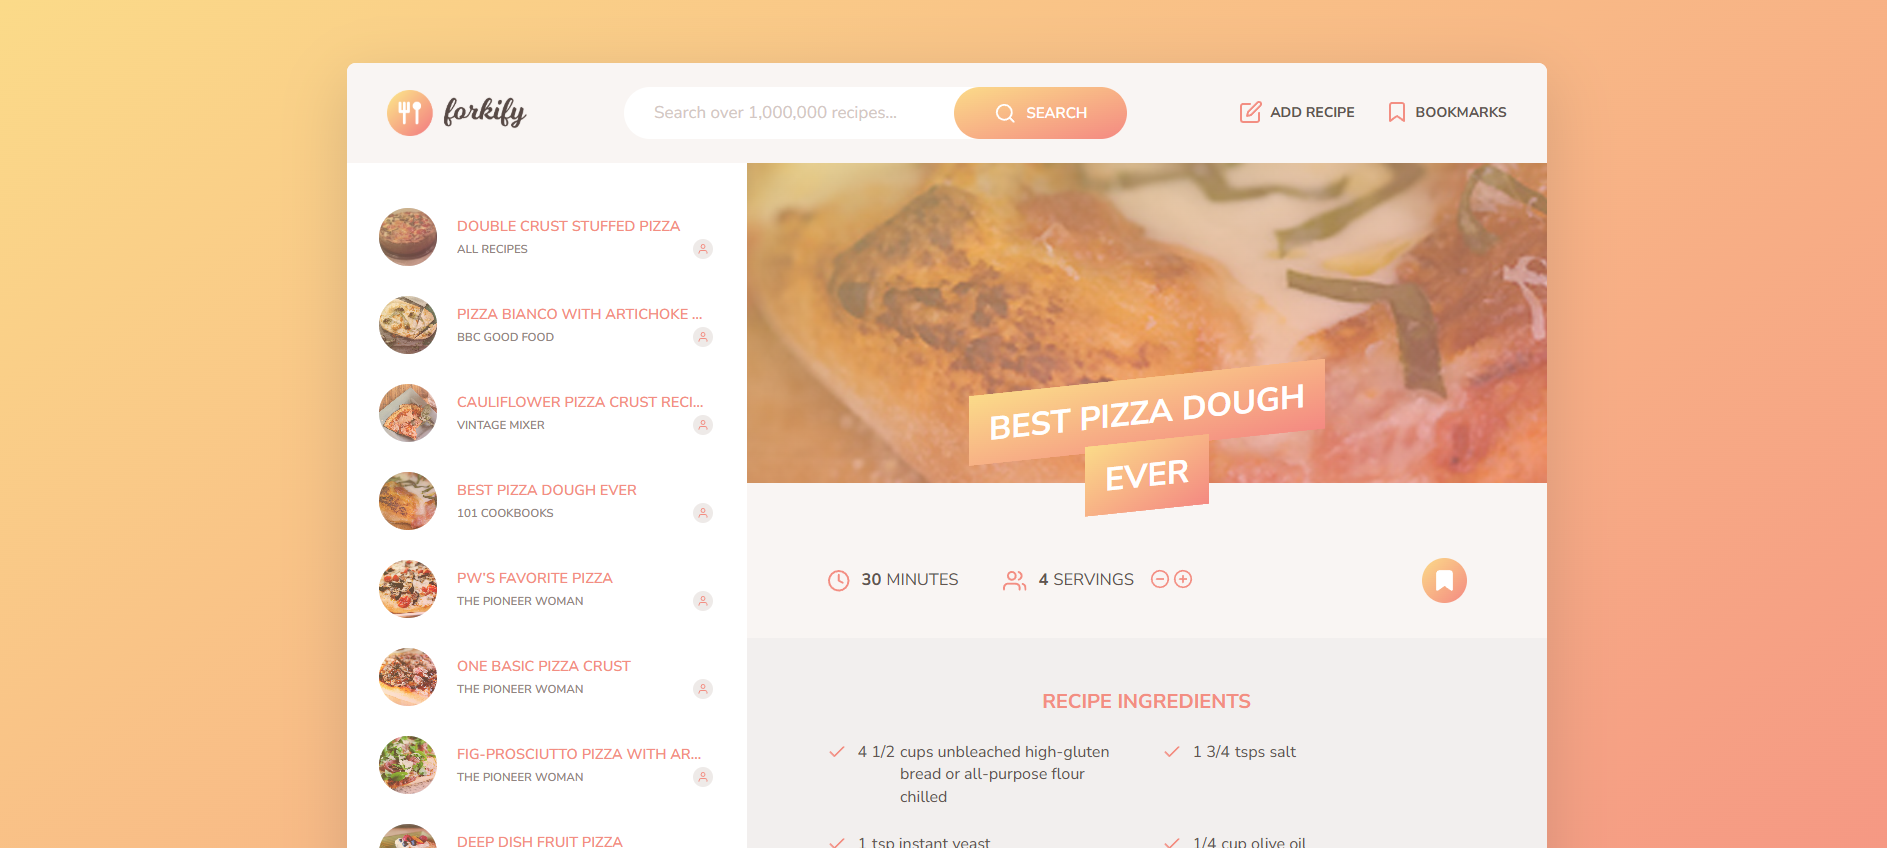 forkify
Search over 1,000,000 recipes...
SEARCH
ADD RECIPE
BOOKMARKS
DOUBLE CRUST STUFFED PIZZA
ALL RECIPES
PIZZA BIANCO WITH ARTICHOKE ...
BBC GOOD FOOD
CAULIFLOWER PIZZA CRUST RECI...
VINTAGE MIXER
BEST PIZZA DOUGH EVER
101 COOKBOOKS
PW'S FAVORITE PIZZA
THE PIONEER WOMAN
ONE BASIC PIZZA CRUST
THE PIONEER WOMAN
FIG-PROSCIUTTO PIZZA WITH AR...
THE PIONEER WOMAN
DEEP DISH FRUIT PIZZA
BEST PIZZA DOUGH
EVER
30 MINUTES
4 SERVINGS
RECIPE INGREDIENTS
4 1/2 cups unbleached high-gluten
bread or all-purpose flour
chilled
1 3/4 tsps salt
1 tsp instant yeast
1/4 cup olive oil